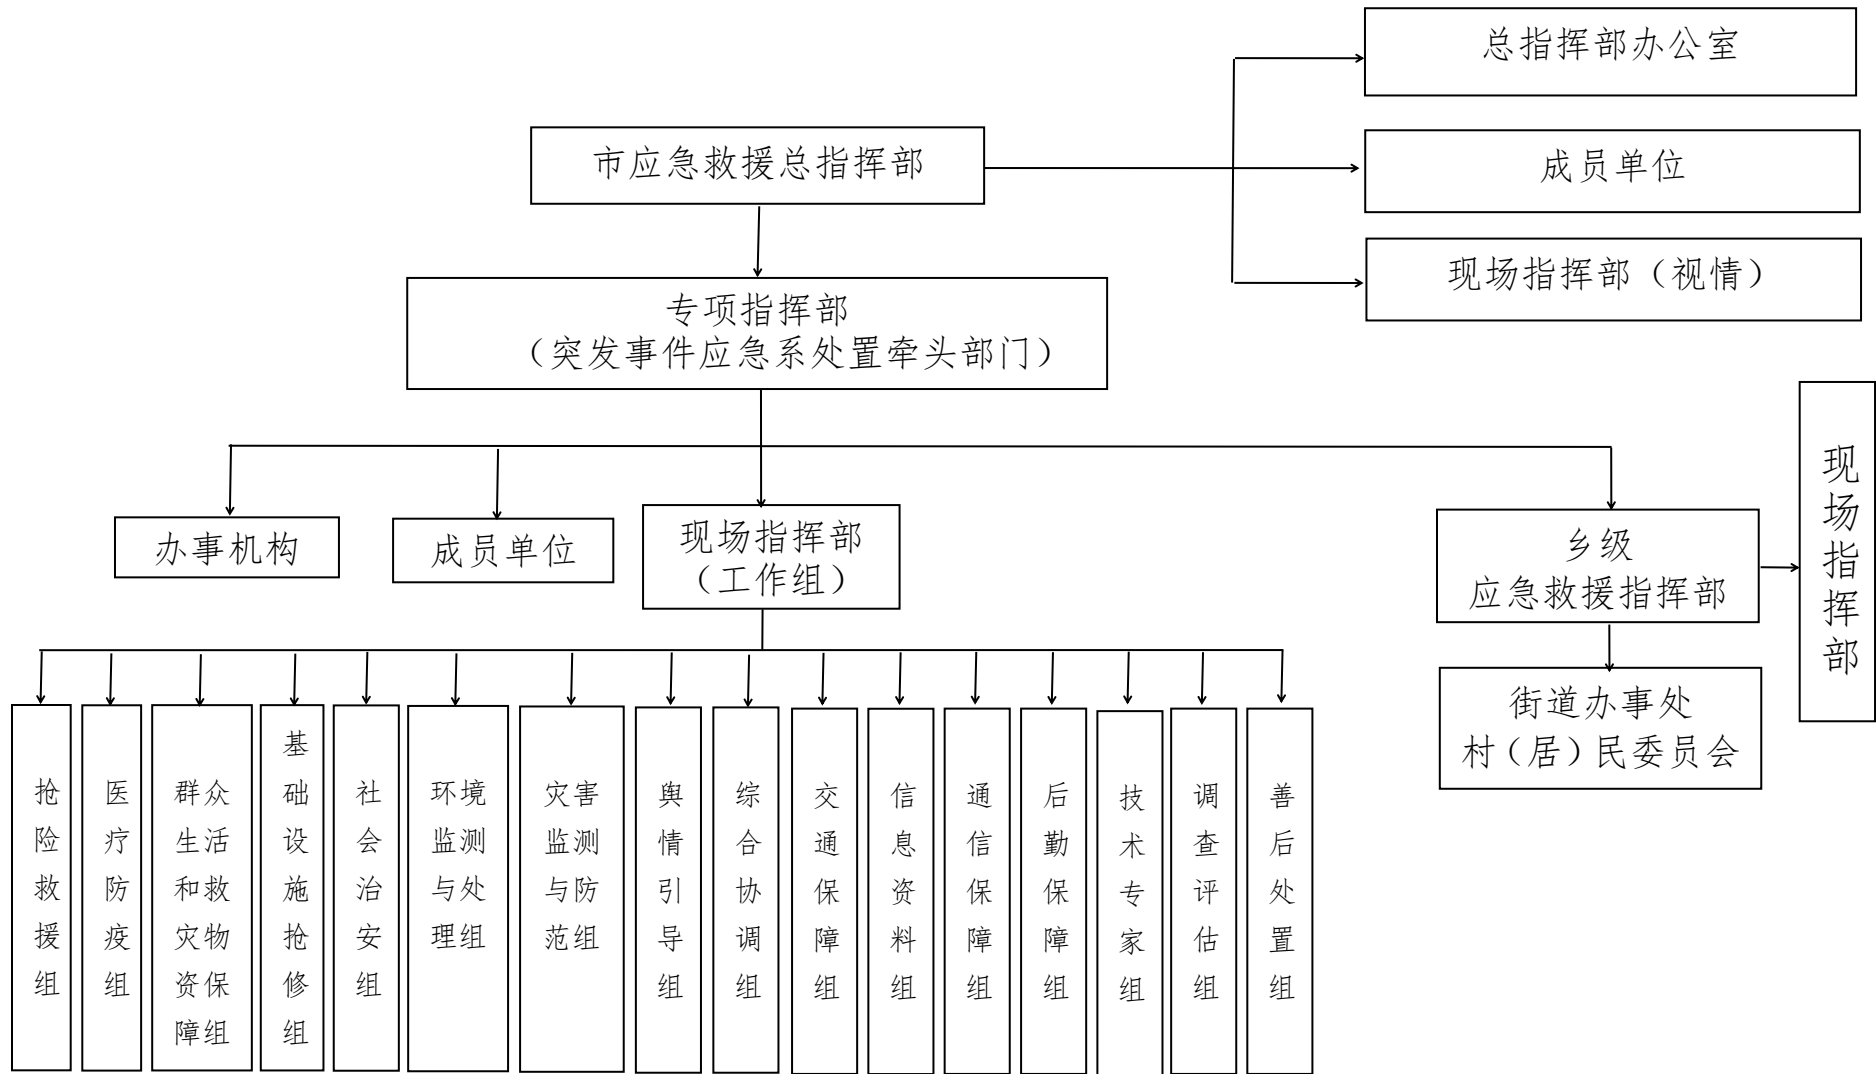 总指挥部办公室
市应急救援总指挥部
成员单位
现场指挥部（视情）
专项指挥部
（突发事件应急系处置牵头部门）
办事机构
成员单位
现场指挥部
（工作组）
乡级
应急救援指挥部
现场指挥部
街道办事处
村（居）民委员会
抢险救援组
医疗防疫组
群众
生活
和救
灾物
资保
障组
基础设施抢修组
社会治安组
环境
监测
与处
理组
灾害
监测
与防
范组
舆情引导组
综合协调组
交通保障组
信息资料组
通信保障组
后勤保障组
技术专家组
调查评估组
善后处置组